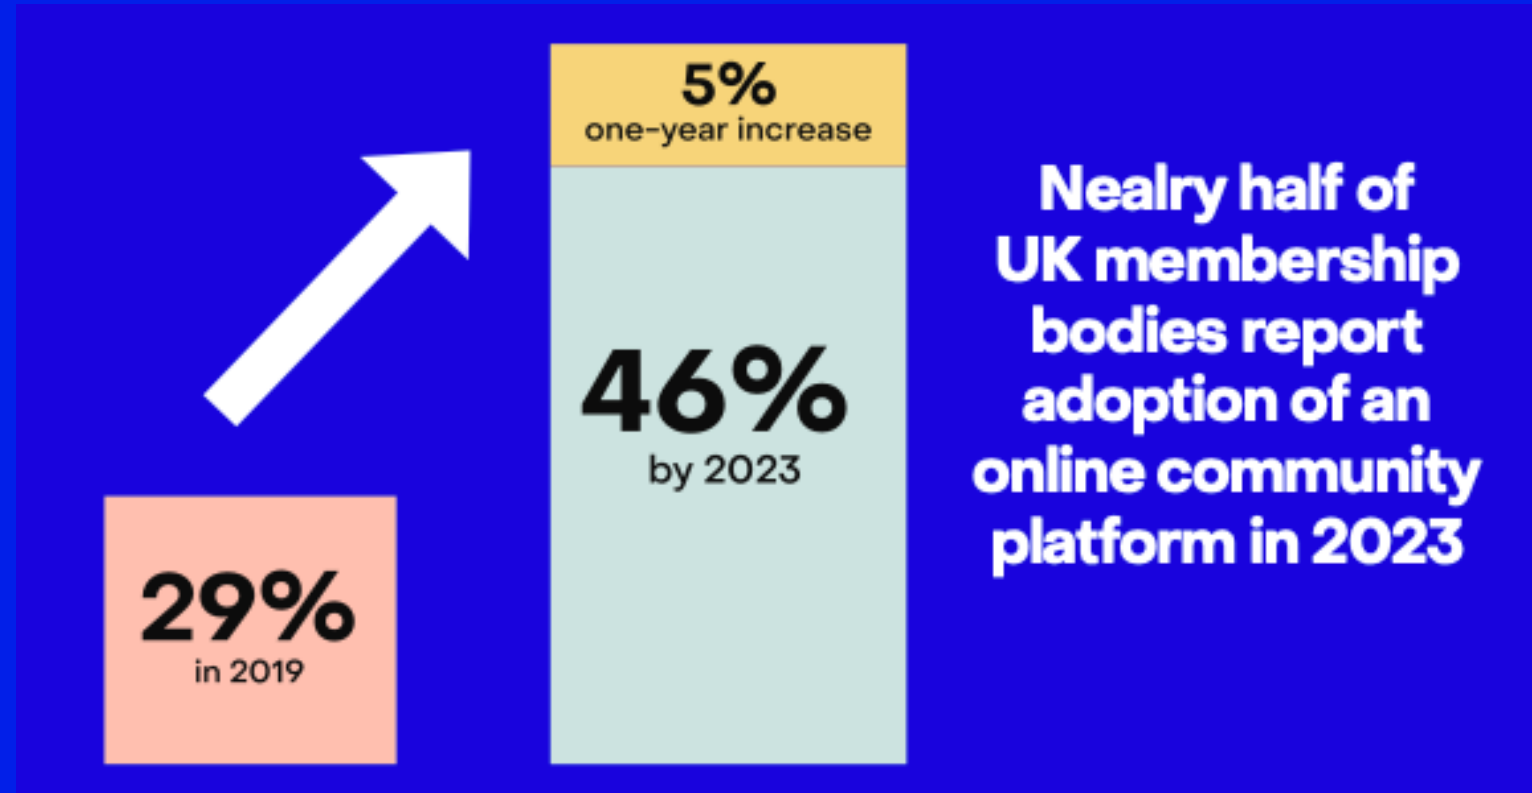 5%
one-year increase
46%
by 2023
29%
in 2019
Nealry half of
UK membership
bodies report
adoption of an
online community
platform in 2023